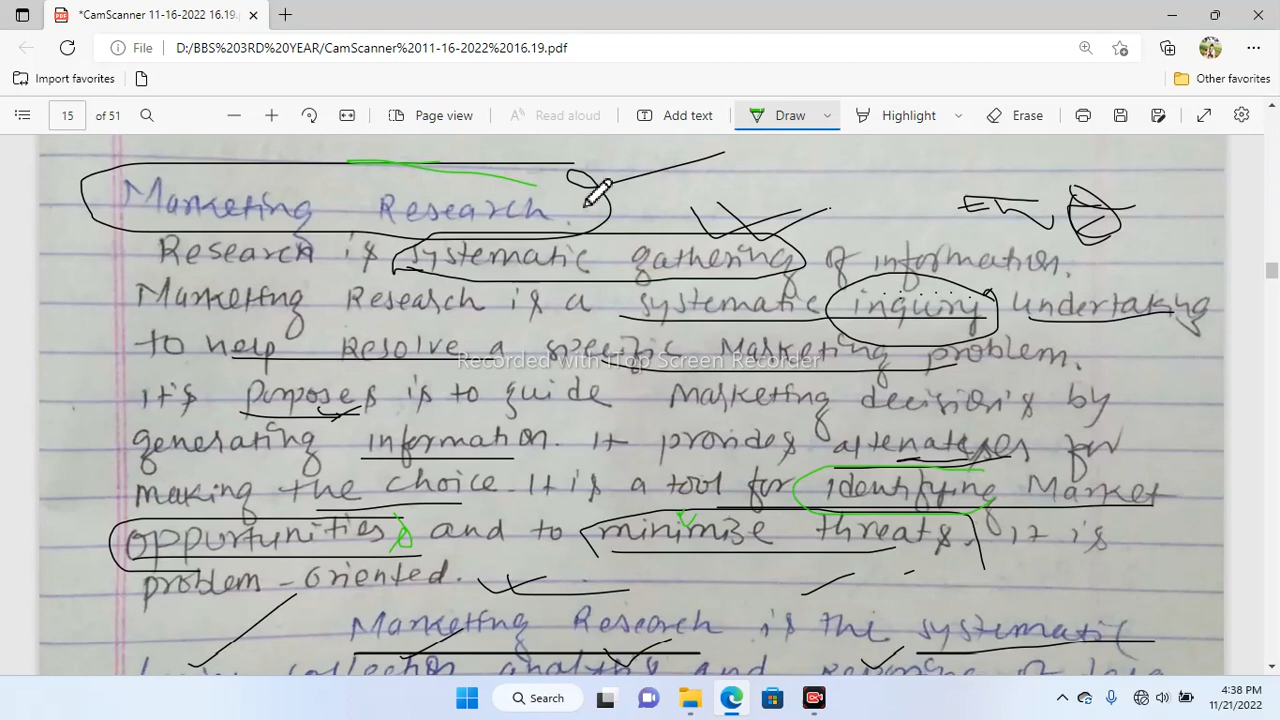 *CamScanner 11-16-2022 16.19.p
File D:/BBS%203RD%20YEAR/CamScanner%2011-16-2022%2016.19.pdf
Import favorites
Other favorites
15 of 51
Page view
Read aloud
Add text
Draw
Highlight
Erase
Marketing Research.
Research is systematic gathering of information.
Marketing Research is a systematic inquiry undertaking
to help resolve a specific Marketing problem.
Recorded with iTop Screen Recorder
It's purposes is to guide Marketing decision's by
generating information. It provides for
making the choice. It is a tool for identifying Market
opportunities and to minimize threats. It is
problem-oriented.
Marketing Research is the systematic
collection analysis and
Search
4:38 PM
11/21/2022